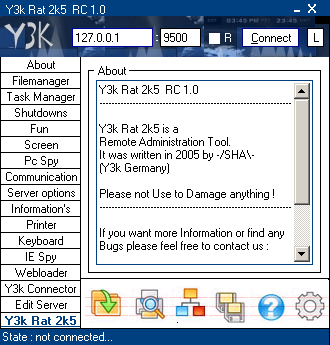 Y3k Rat 2k5 RC 1.0
Y3K
127.0.0.1 : 9500 R Connect L
About
Filemanager
Task Manager
Shutdowns
Fun
Screen
Pc Spy
Communication
Server options
Information's
Printer
Keyboard
IE Spy
Webloader
Y3k Connector
Edit Server
Y3k Rat 2k5
About
Y3k Rat 2k5 RC 1.0
Y3k Rat 2k5 is a
Remote Administration Tool.
It was written in 2005 by -/SHA\-
(Y3k Germany)
Please not Use to Damage anything !
If you want more Information or find any
Bugs please feel free to contact us :
State : not connected...